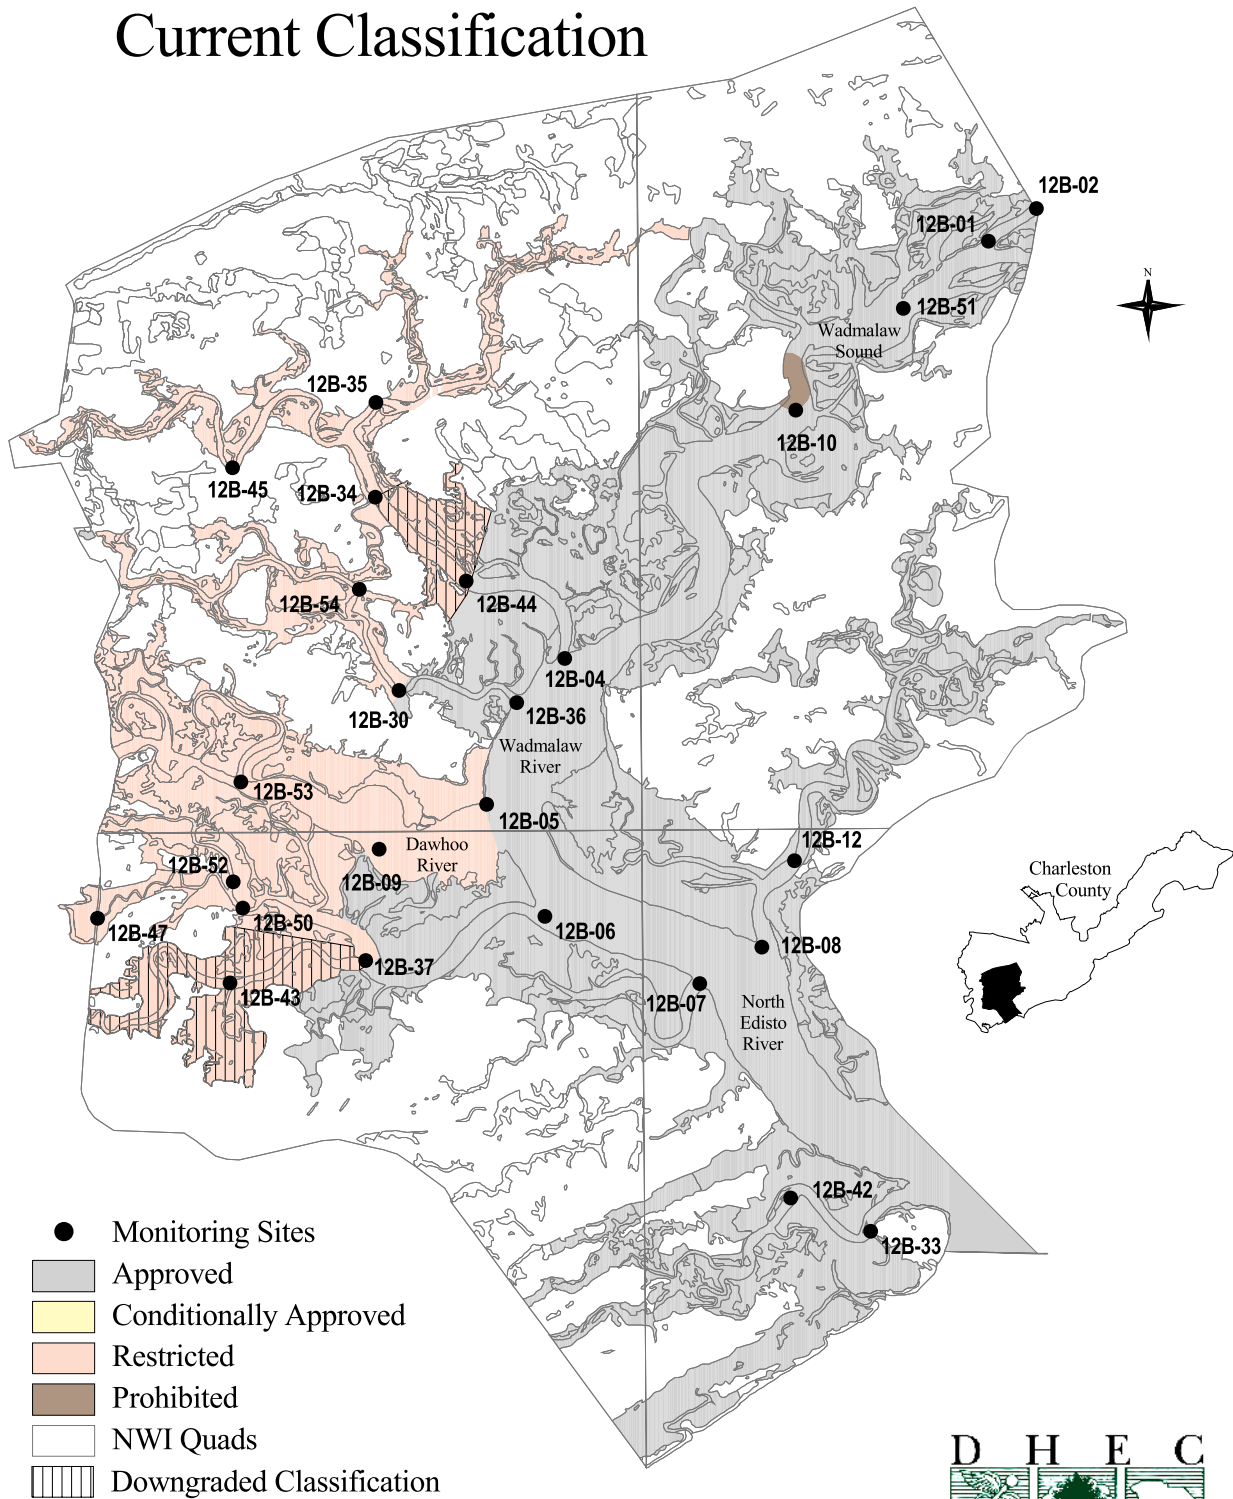 Current Classification
12B-02
12B-01
N
12B-51
Wadmalaw
Sound
12B-35
12B-10
12B-45
12B-34
12B-54
12B-44
12B-04
12B-30
12B-36
Wadmalaw
River
12B-53
12B-05
12B-12
Dawhoo
River
12B-52
12B-09
Charleston
County
12B-50
12B-47
12B-06
12B-08
12B-37
12B-43
12B-07
North
Edisto
River
12B-42
12B-33
Monitoring Sites
Approved
Conditionally Approved
Restricted
Prohibited
NWI Quads
Downgraded Classification
D H E C